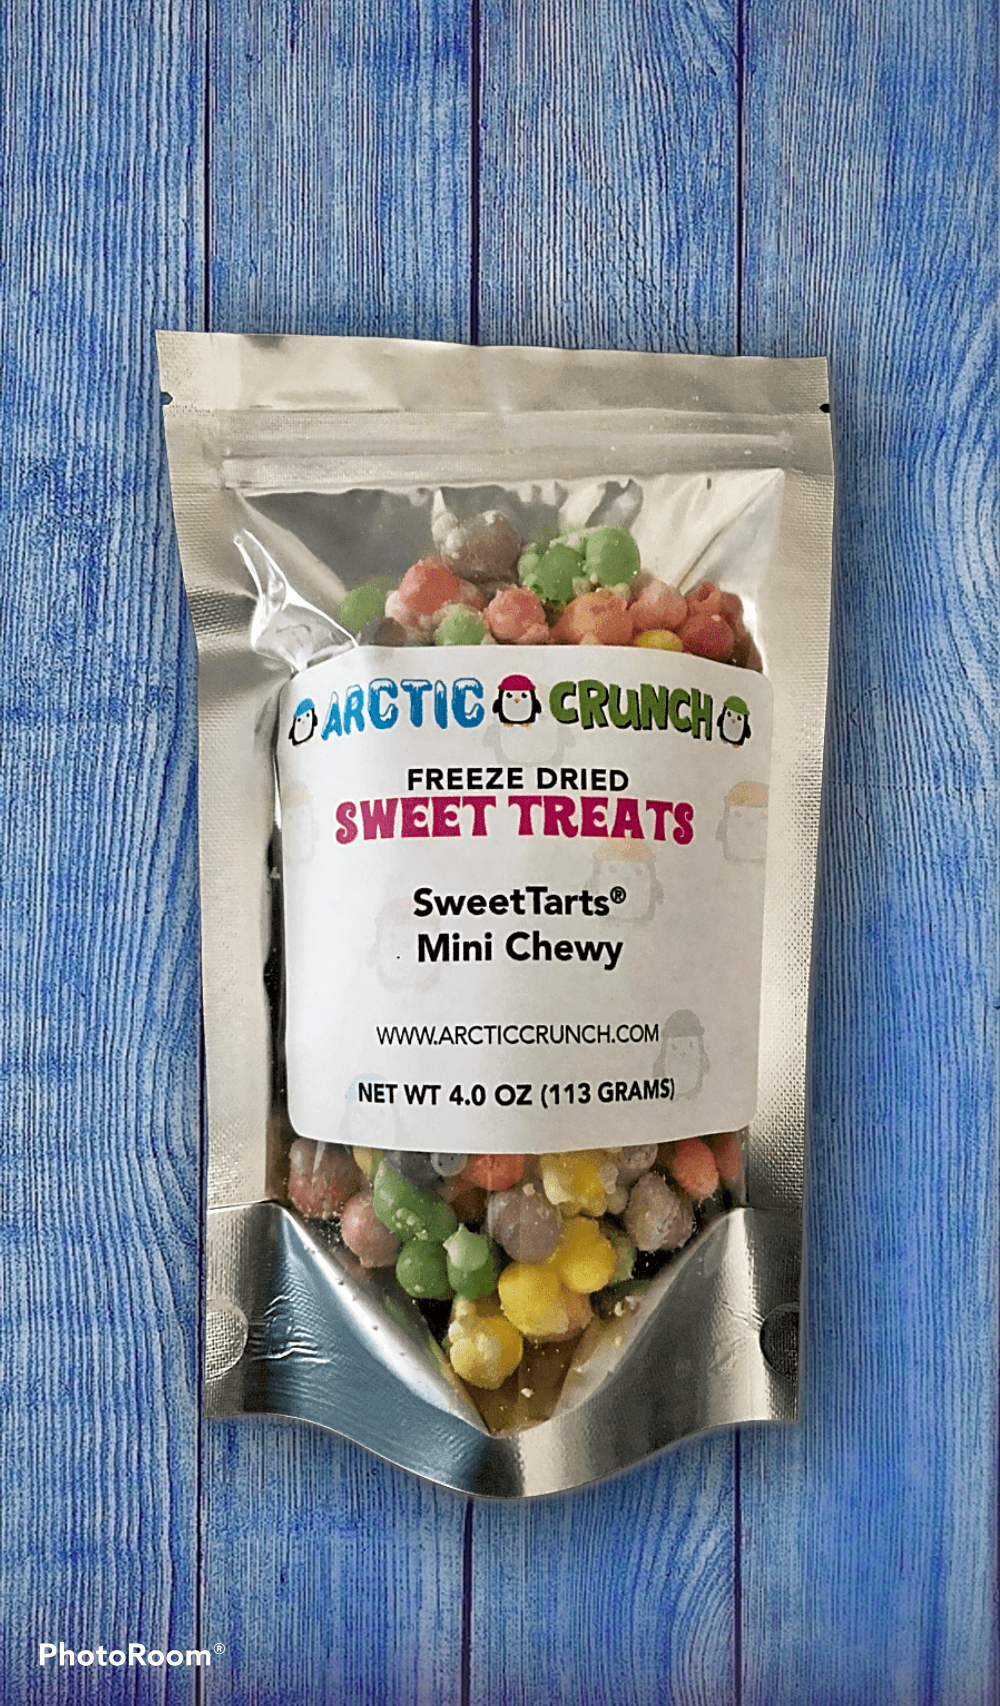 ARCTIC CRUNCH
FREEZE DRIED
SWEET TREATS
SweetTarts®
Mini Chewy
WWW.ARCTICCRUNCH.COM
NET WT 4.0 OZ (113 GRAMS)
PhotoRoom®